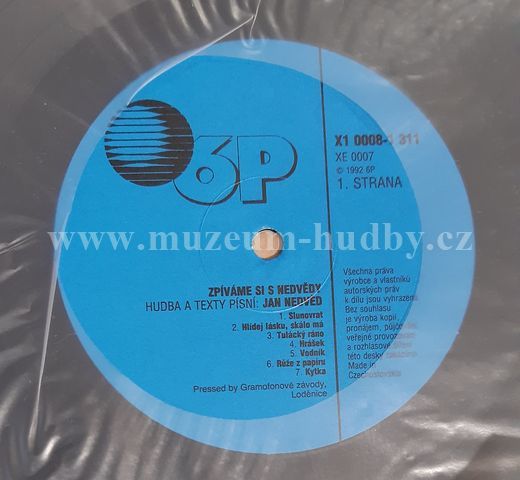 6P
X1 0008-1 311
XE 0007
© 1992 6P
1. STRANA
www.muzeum-hudby.cz
ZPÍVÁME SI S NEDVĚDY
HUDBA A TEXTY PÍSNÍ: JAN NEDVĚD
1. Slunovrat
2. Hlídej lásku, skálo má
3. Tulácký ráno
4. Hrášek
5. Vodník
6. Růže z papíru
7. Kytka
Pressed by Gramofonové závody,
Loděnice
Všechna práva
výrobce a vlastníků
autorských práv
k dílu jsou vyhrazena
Bez souhlasu
je výroba kopií,
pronájem, půjčování
veřejné provozování
a rozhlasové šíření
této desky zakázáno
Made in
Czechoslovakia